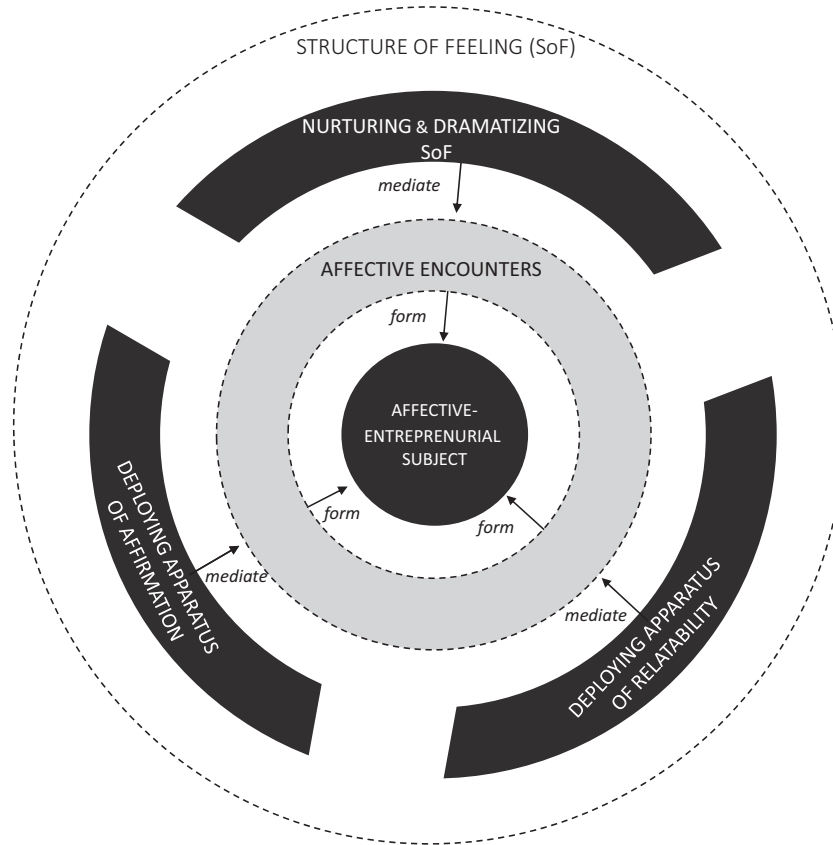 STRUCTURE OF FEELING (SoF)
NURTURING & DRAMATIZING
SoF
mediate
AFFECTIVE ENCOUNTERS
form
AFFECTIVE-
ENTREPRENURIAL
SUBJECT
form
form
DEPLOYING APPARATUS
OF AFFIRMATION
mediate
mediate
DEPLOYING APPARATUS
OF RELATABILITY